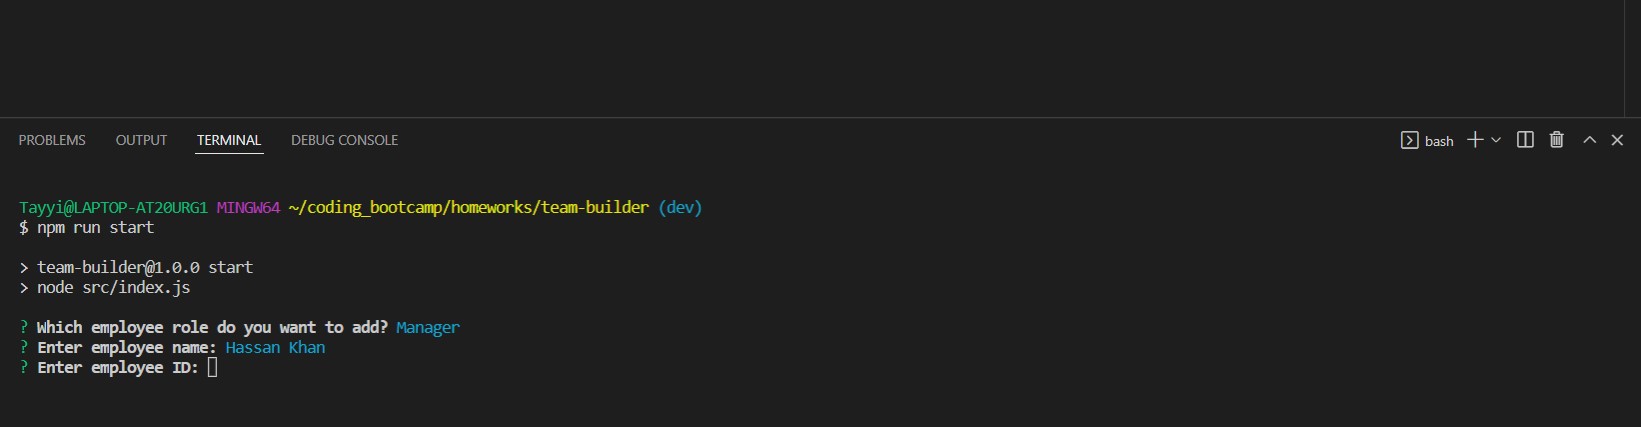 PROBLEMS OUTPUT TERMINAL DEBUG CONSOLE bash
Tayyi@LAPTOP-AT20URG1 MINGW64 ~/coding_bootcamp/homeworks/team-builder (dev)
$ npm run start
> team-builder@1.0.0 start
> node src/index.js
? Which employee role do you want to add? Manager
? Enter employee name: Hassan Khan
? Enter employee ID: